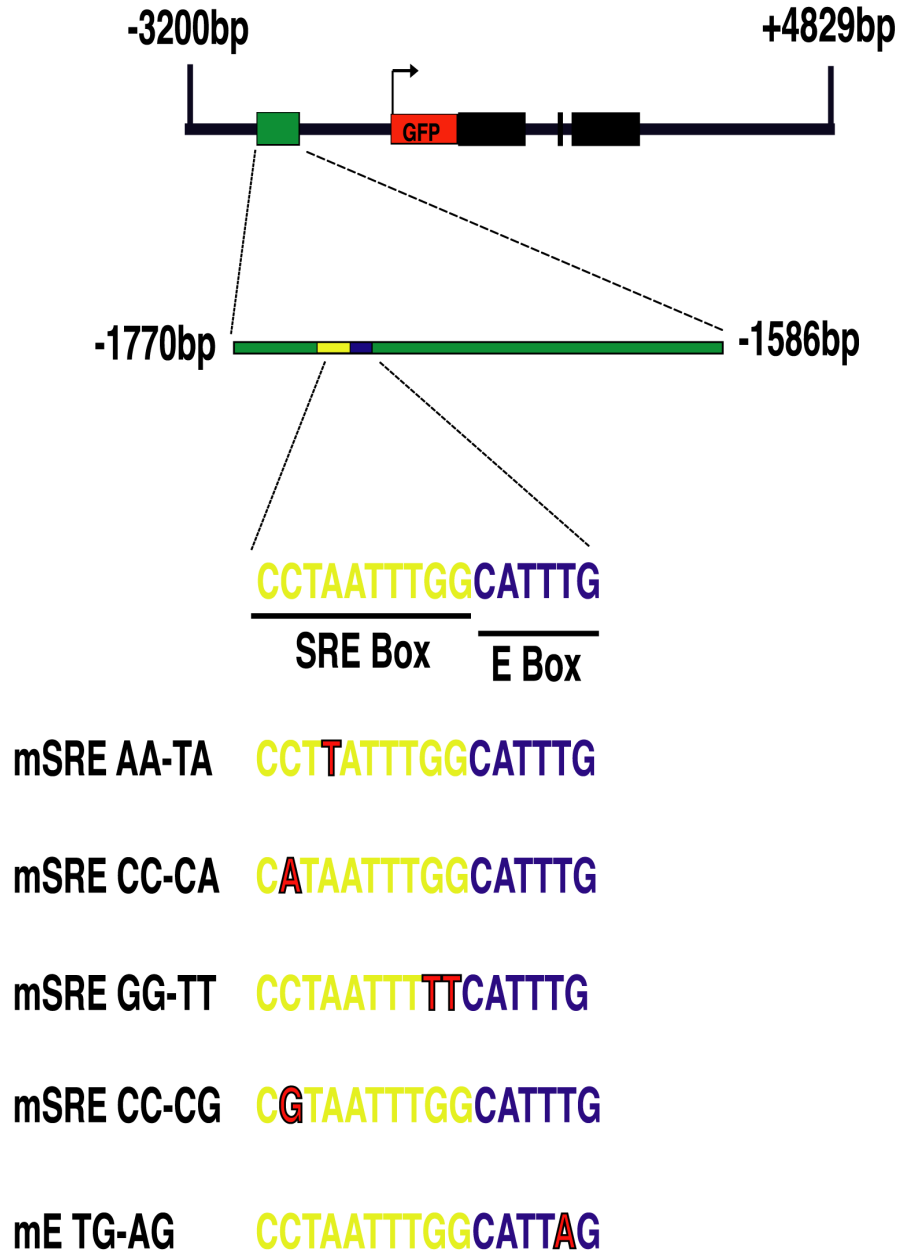 -3200bp +4829bp
GFP
-1770bp -1586bp
CCTAATTTGGCATTTG
SRE Box E Box
mSRE AA-TA CCTTATTTGGCATTTG
mSRE CC-CA CATAATTTGGCATTTG
mSRE GG-TT CCTAATTTTTCATTTG
mSRE CC-CG CGTAATTTGGCATTTG
mE TG-AG CCTAATTTGGCATTAG